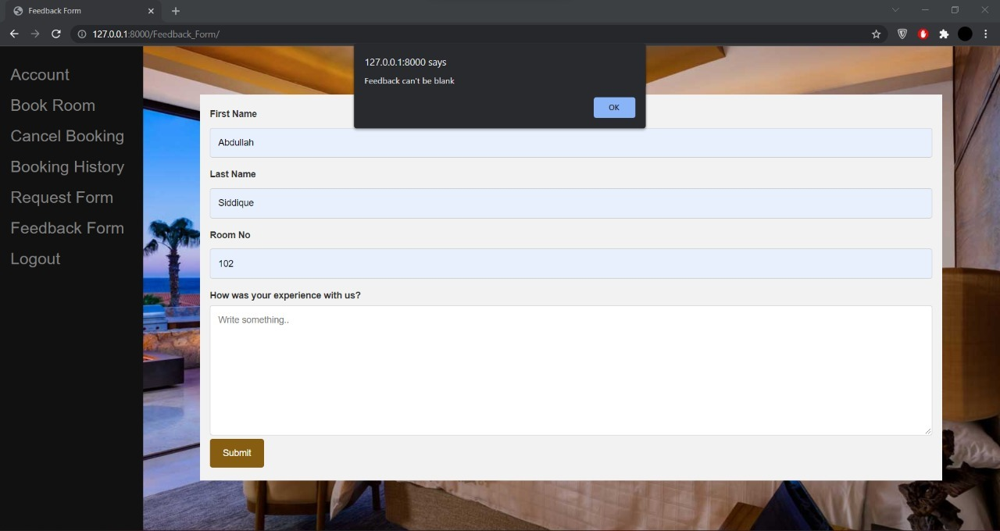 Feedback Form
127.0.0.1:8000/Feedback_Form/
127.0.0.1:8000 says
Feedback can't be blank
OK
Account
Book Room
Cancel Booking
Booking History
Request Form
Feedback Form
Logout
First Name
Abdullah
Last Name
Siddique
Room No
102
How was your experience with us?
Write something..
Submit